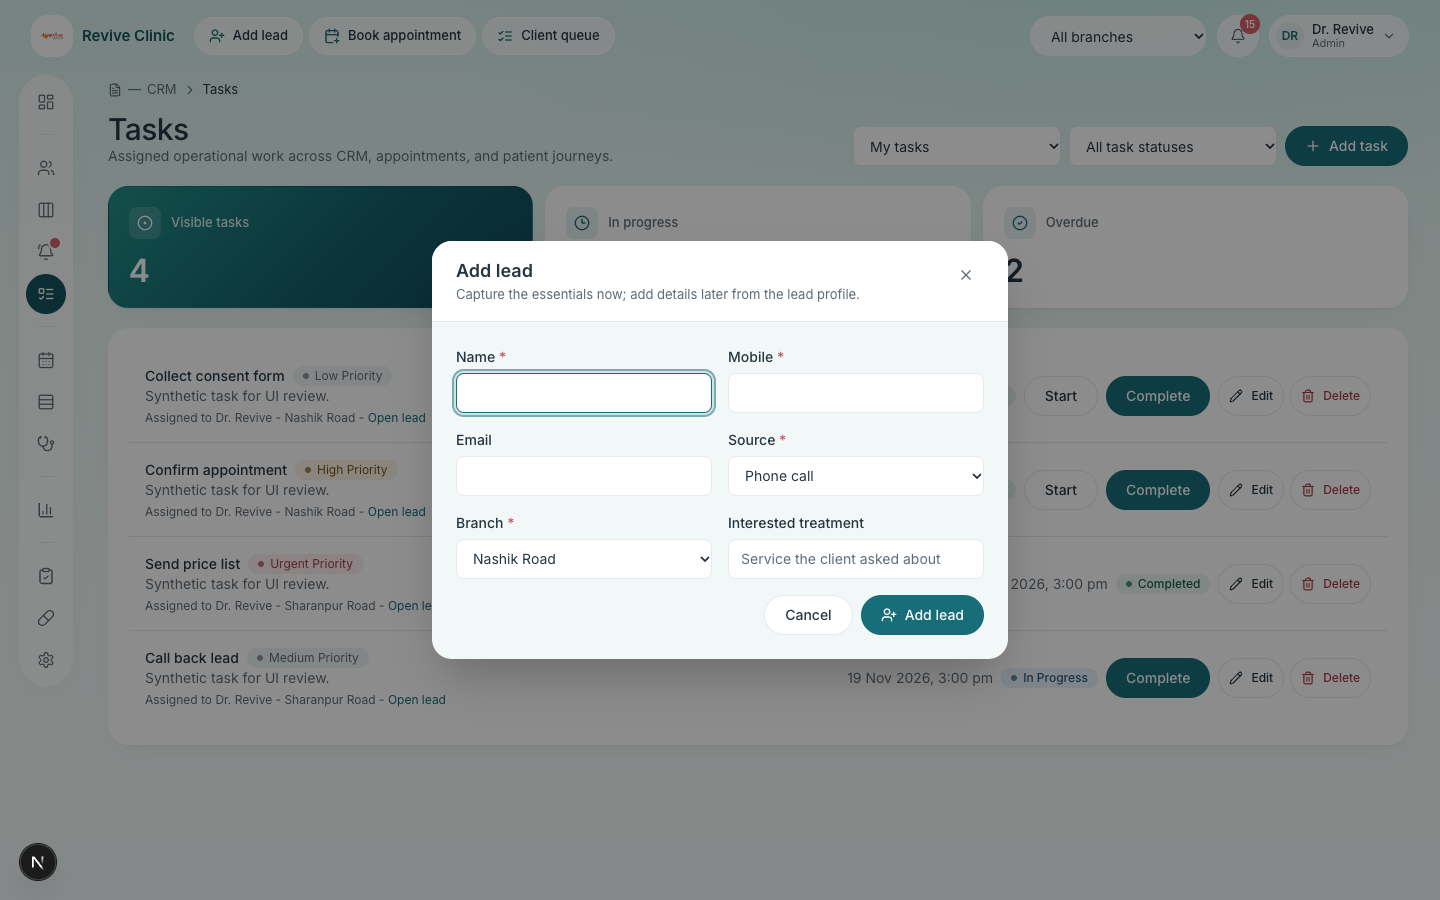 Revive Clinic
Add lead
Book appointment
Client queue
All branches
15
DR
Dr. Revive
Admin
— CRM > Tasks
Tasks
Assigned operational work across CRM, appointments, and patient journeys.
My tasks
All task statuses
+ Add task
Visible tasks
4
In progress
Overdue
2
Add lead
Capture the essentials now; add details later from the lead profile.
Name *
Mobile *
Email
Source *
Phone call
Branch *
Nashik Road
Interested treatment
Service the client asked about
Cancel
Add lead
Collect consent form Low Priority
Synthetic task for UI review.
Assigned to Dr. Revive - Nashik Road - Open lead
Start Complete Edit Delete
Confirm appointment High Priority
Synthetic task for UI review.
Assigned to Dr. Revive - Nashik Road - Open lead
Start Complete Edit Delete
Send price list Urgent Priority
Synthetic task for UI review.
Assigned to Dr. Revive - Sharanpur Road - Open le
2026, 3:00 pm Completed Edit Delete
Call back lead Medium Priority
Synthetic task for UI review.
Assigned to Dr. Revive - Sharanpur Road - Open lead
19 Nov 2026, 3:00 pm In Progress Complete Edit Delete
N